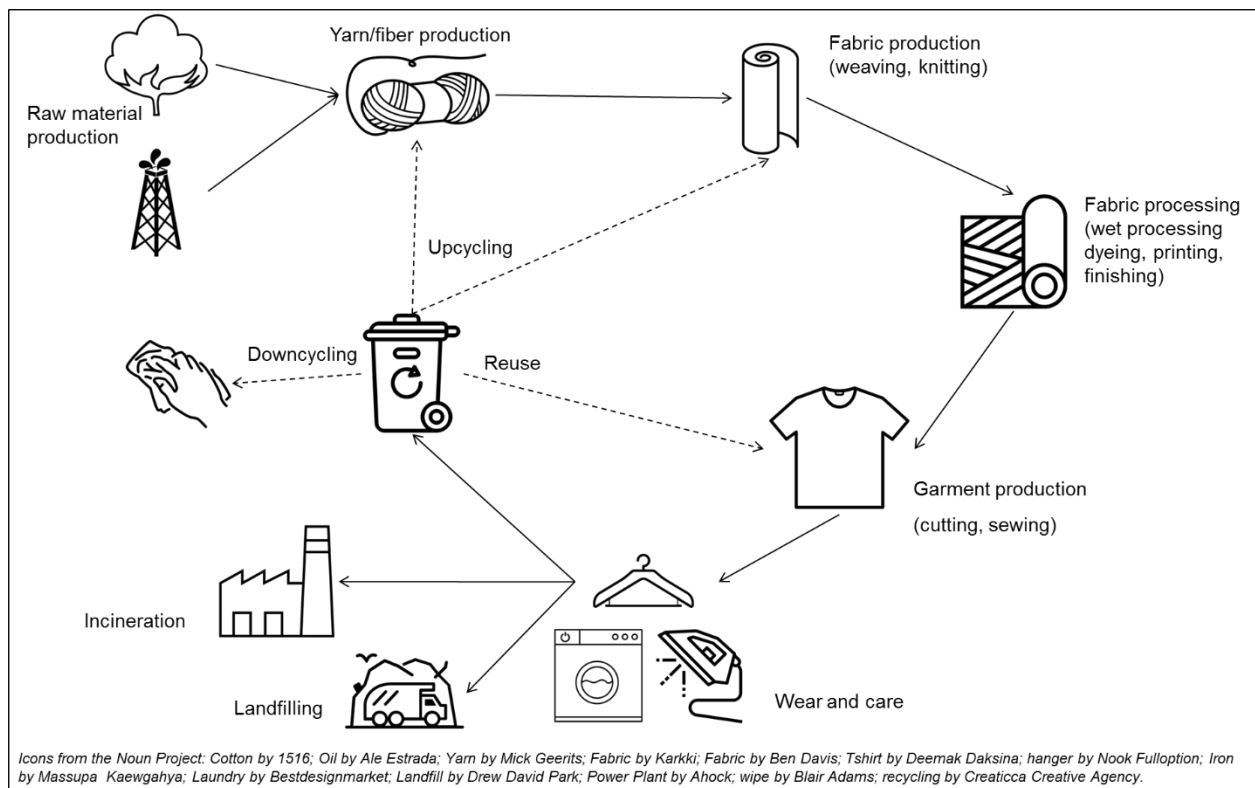 Yarn/fiber production
Fabric production
(weaving, knitting)
Raw material
production
Fabric processing
(wet processing
dyeing, printing,
finishing)
Upcycling
Downcycling
Reuse
Garment production
(cutting, sewing)
Incineration
Landfilling
Wear and care
Icons from the Noun Project: Cotton by 1516; Oil by Ale Estrada; Yarn by Mick Geerits; Fabric by Karkki; Fabric by Ben Davis; Tshirt by Deemak Daksina; hanger by Nook Fulloption; Iron
by Massupa Kaewgahya; Laundry by Bestdesignmarket; Landfill by Drew David Park; Power Plant by Ahock; wipe by Blair Adams; recycling by Creaticca Creative Agency.